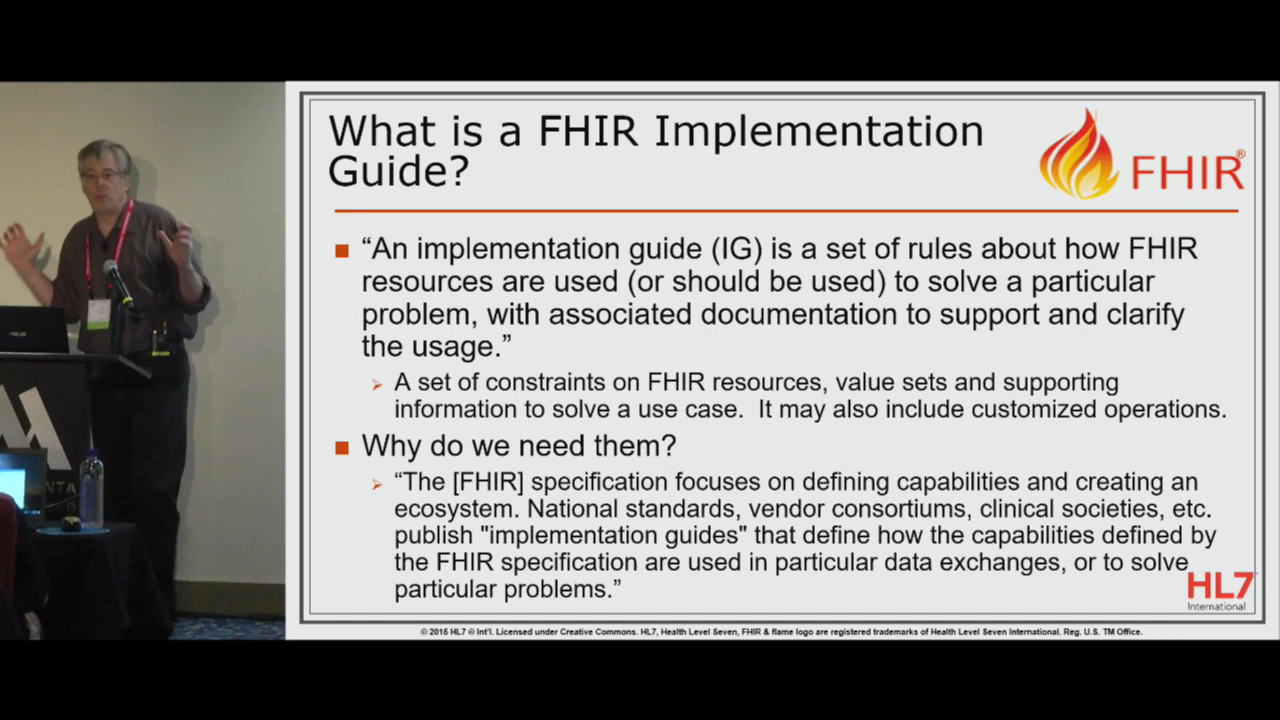 What is a FHIR Implementation
Guide?
FHIR®
“An implementation guide (IG) is a set of rules about how FHIR
resources are used (or should be used) to solve a particular
problem, with associated documentation to support and clarify
the usage.”
A set of constraints on FHIR resources, value sets and supporting
information to solve a use case. It may also include customized operations.
Why do we need them?
“The [FHIR] specification focuses on defining capabilities and creating an
ecosystem. National standards, vendor consortiums, clinical societies, etc.
publish "implementation guides" that define how the capabilities defined by
the FHIR specification are used in particular data exchanges, or to solve
particular problems.”
HL7
International
© 2015 HL7 ® Int'l. Licensed under Creative Commons. HL7, Health Level Seven, FHIR & flame logo are registered trademarks of Health Level Seven International. Reg. U.S. TM Office.
ASUS